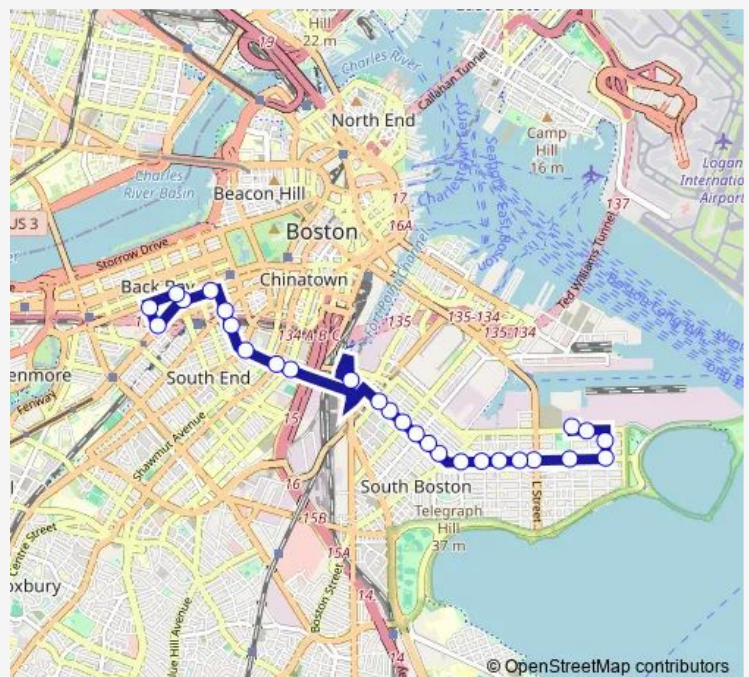 19
Hill
22 m
Charles River
Callahan Tunnel
North End
Camp
Hill
16 m
Logan
Internatio
Airport
Charles
River Basin
Beacon Hill
17
137
US 3
16A
Boston
Storrow Drive
Ted Williams Tunnel
Back Bay
Chinatown
135-134
135
135-134
134 A-B-C
enmore
South End
Fenway
15
Shawmut Avenue
South Boston
L Street
16
Telegraph
Hill
37 m
15B
Centre Street
15A
oxbury
Boston Street
14
ue Hill Avenue
14
© OpenStreetMap contributors